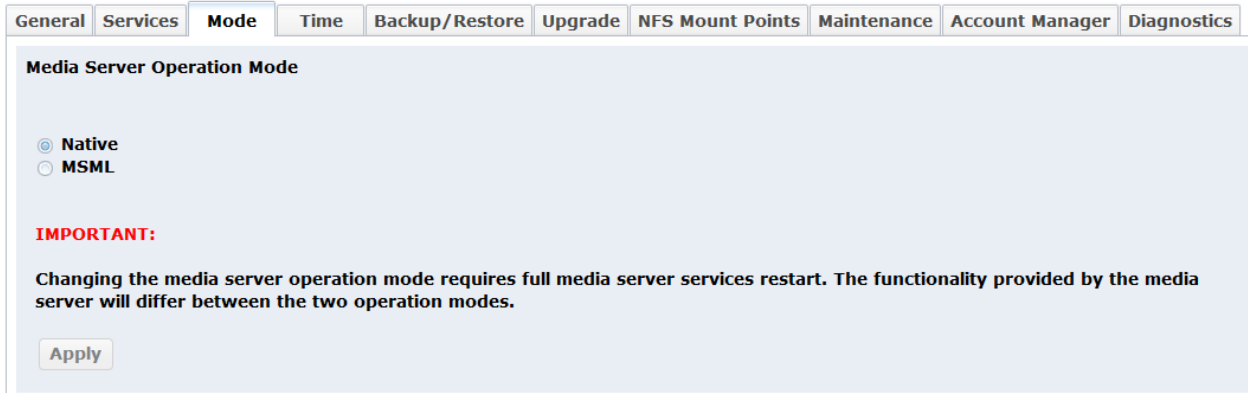 General Services Mode Time Backup/Restore Upgrade NFS Mount Points Maintenance Account Manager Diagnostics
Media Server Operation Mode
Native
MSML
IMPORTANT:
Changing the media server operation mode requires full media server services restart. The functionality provided by the media
server will differ between the two operation modes.
Apply